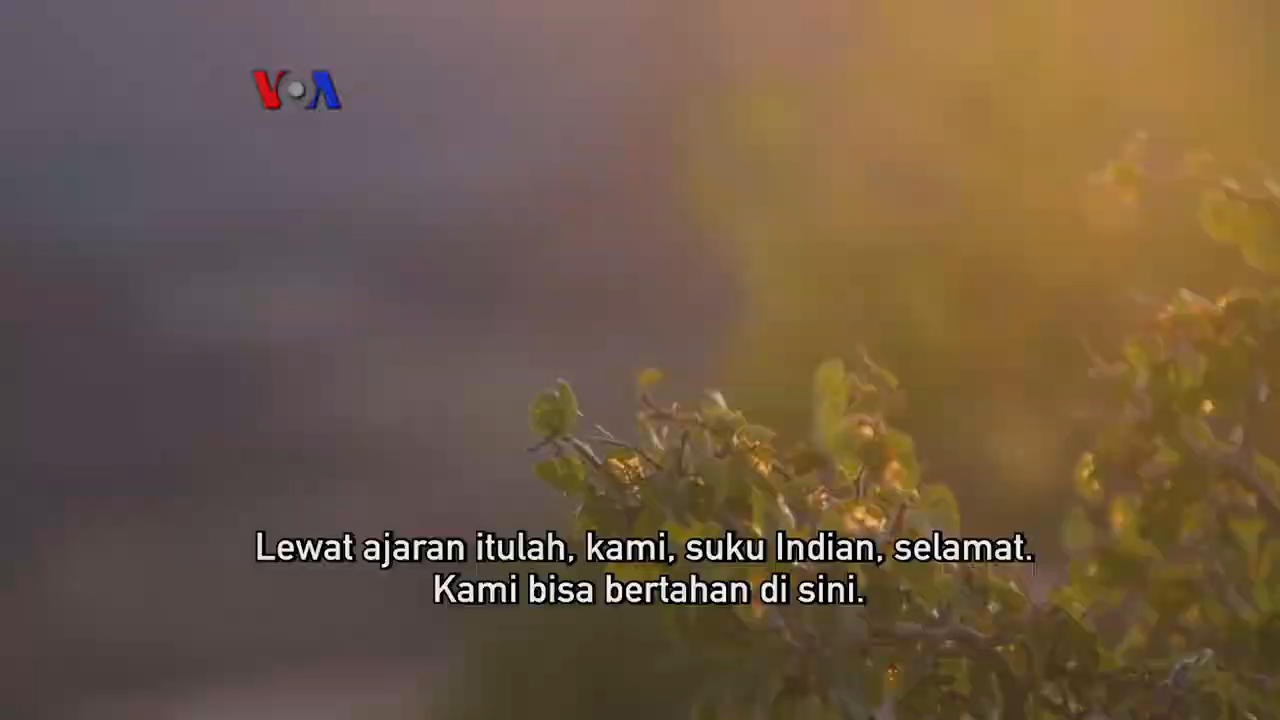 VOA
Lewat ajaran itulah, kami, suku Indian, selamat.
Kami bisa bertahan di sini.